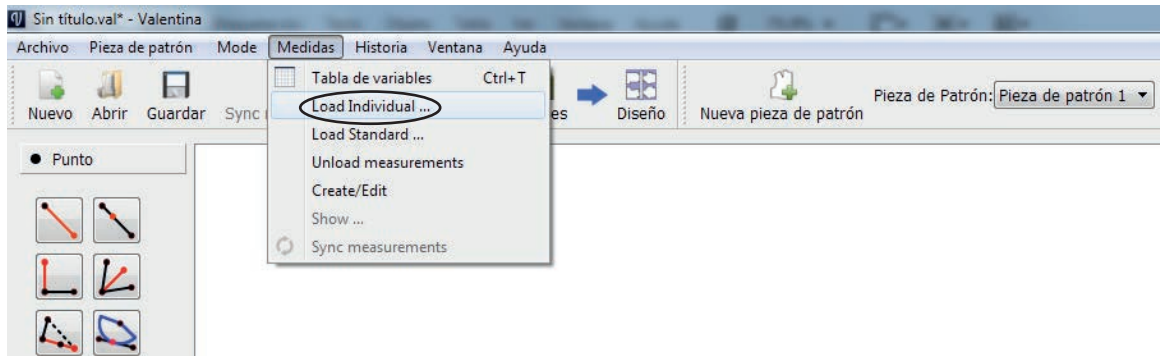 Sin título.val* - Valentina
Archivo Pieza de patrón Mode Medidas Historia Ventana Ayuda
Nuevo Abrir Guardar Sync es Diseño Nueva pieza de patrón Pieza de Patrón: Pieza de patrón 1
Tabla de variables Ctrl+T
Load Individual ...
Load Standard ...
Unload measurements
Create/Edit
Show ...
Sync measurements
Punto